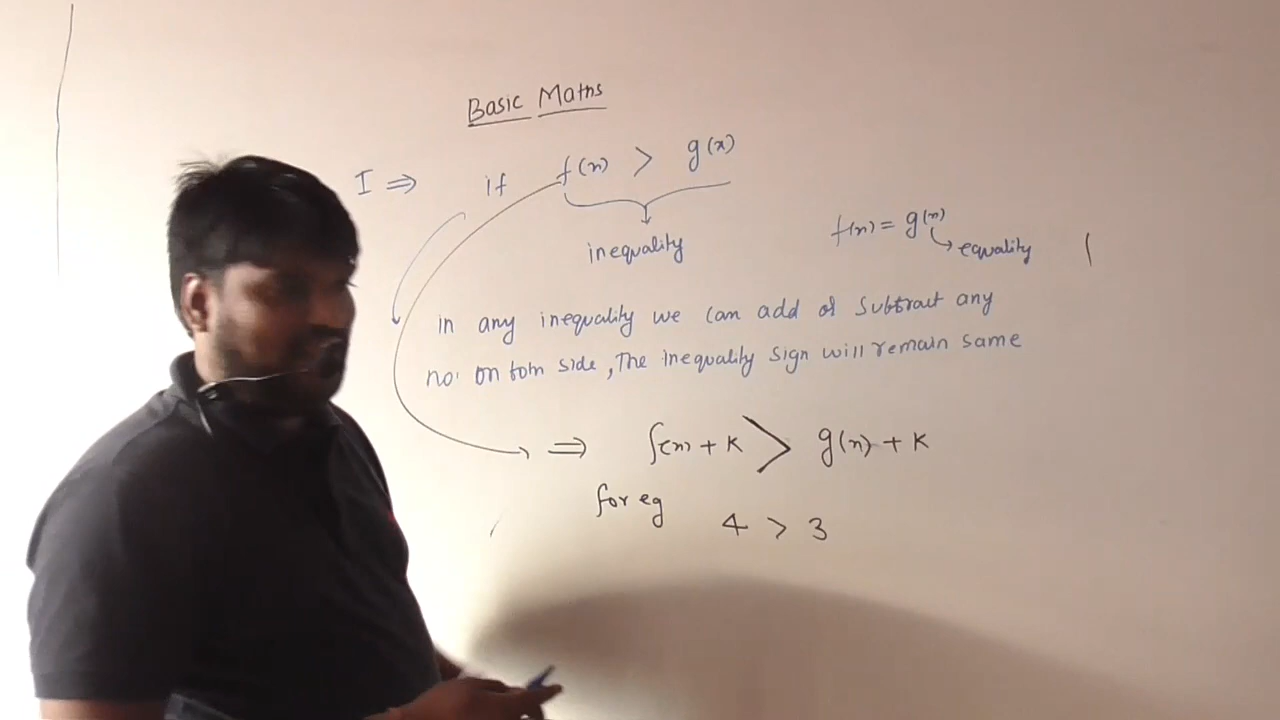 Basic Maths
I ⇒ if f(x) > g(x)
inequality
f(x) = g(x)
equality
in any inequality we can add or subtract any
no. on both side, The inequality sign will remain same
⇒ f(x) + K > g(x) + K
for eg
4 > 3